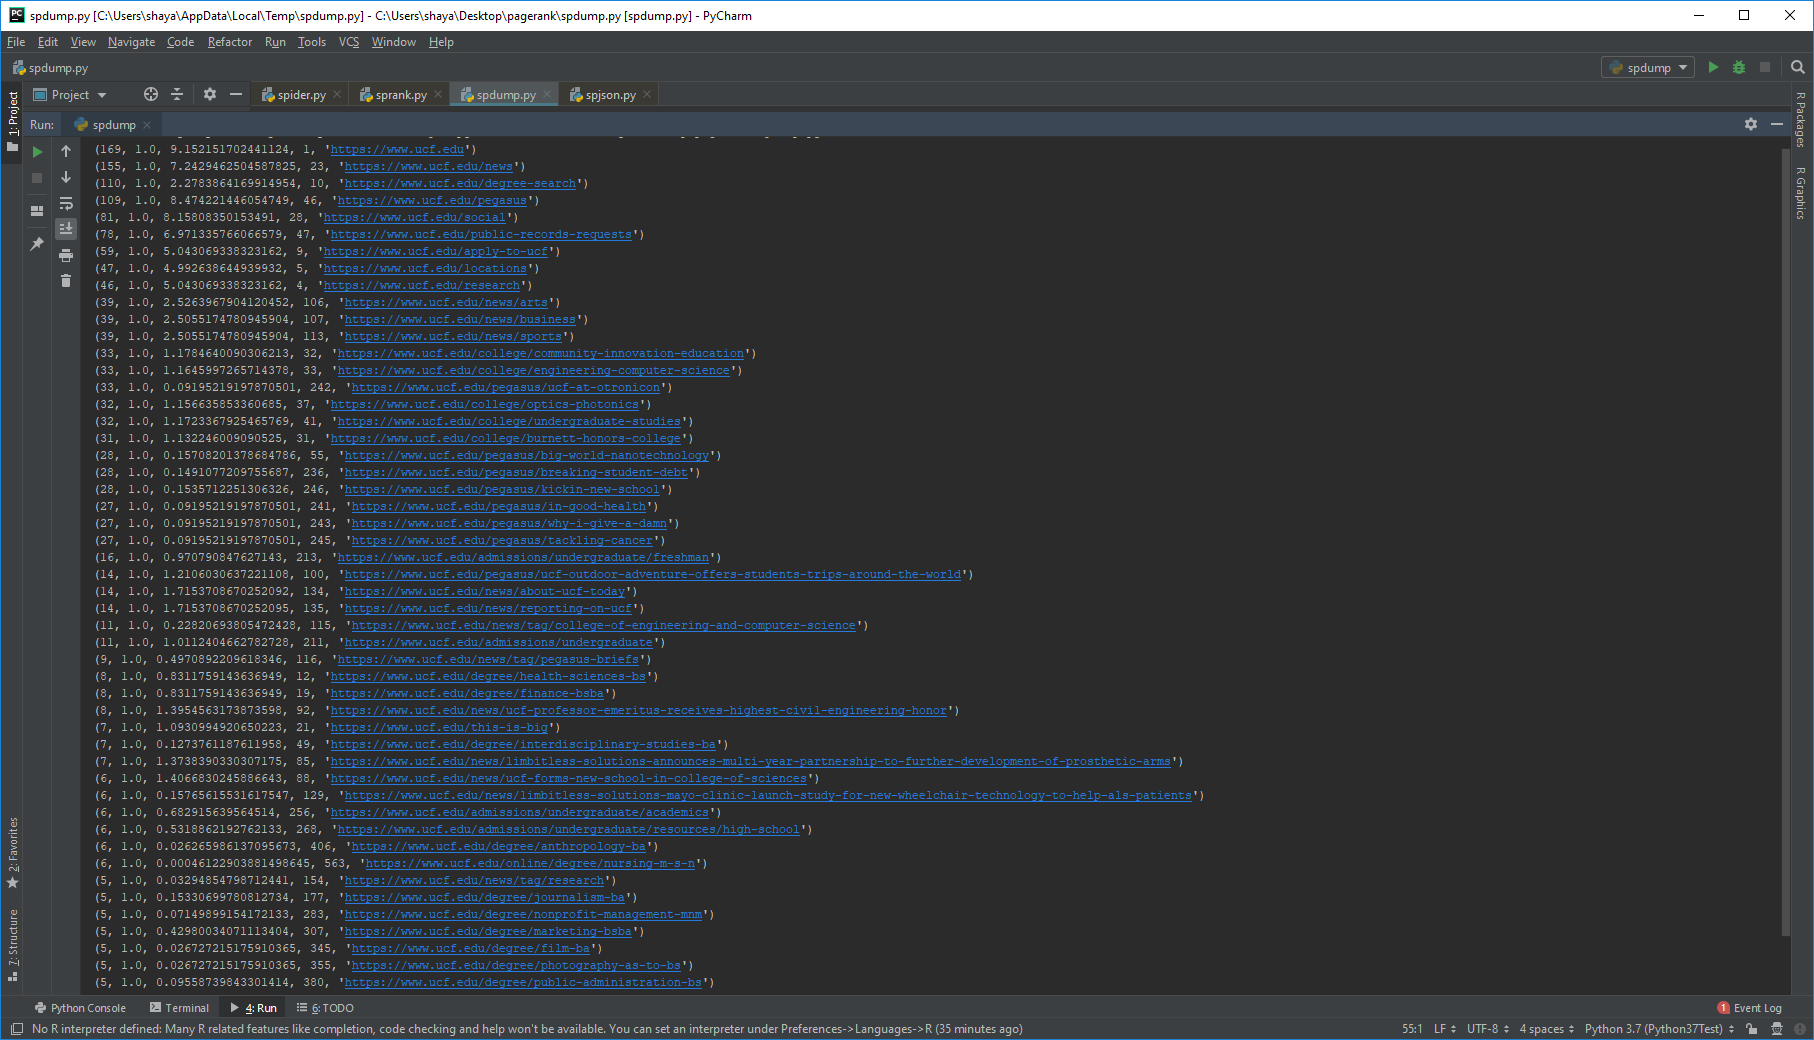 spdump.py [C:\Users\shaya\AppData\Local\Temp\spdump.py] - C:\Users\shaya\Desktop\pagerank\spdump.py [spdump.py] - PyCharm
File Edit View Navigate Code Refactor Run Tools VCS Window Help
spdump.py
spdump
1: Project
Project
spider.py
sprank.py
spdump.py
spjson.py
R Packages
R Graphics
Run: spdump
(169, 1.0, 9.152151702441124, 1, 'https://www.ucf.edu')
(155, 1.0, 7.2429462504587825, 23, 'https://www.ucf.edu/news')
(110, 1.0, 2.2783864169914954, 10, 'https://www.ucf.edu/degree-search')
(109, 1.0, 8.474221446054749, 46, 'https://www.ucf.edu/pegasus')
(81, 1.0, 8.15808350153491, 28, 'https://www.ucf.edu/social')
(78, 1.0, 6.971335766066579, 47, 'https://www.ucf.edu/public-records-requests')
(59, 1.0, 5.043069338323162, 9, 'https://www.ucf.edu/apply-to-ucf')
(47, 1.0, 4.992638644939932, 5, 'https://www.ucf.edu/locations')
(46, 1.0, 5.043069338323162, 4, 'https://www.ucf.edu/research')
(39, 1.0, 2.5263967904120452, 106, 'https://www.ucf.edu/news/arts')
(39, 1.0, 2.5055174780945904, 107, 'https://www.ucf.edu/news/business')
(39, 1.0, 2.5055174780945904, 113, 'https://www.ucf.edu/news/sports')
(33, 1.0, 1.1784640090306213, 32, 'https://www.ucf.edu/college/community-innovation-education')
(33, 1.0, 1.1645997265714378, 33, 'https://www.ucf.edu/college/engineering-computer-science')
(33, 1.0, 0.09195219197870501, 242, 'https://www.ucf.edu/pegasus/ucf-at-otronicon')
(32, 1.0, 1.156635853360685, 37, 'https://www.ucf.edu/college/optics-photonics')
(32, 1.0, 1.1723367925465769, 41, 'https://www.ucf.edu/college/undergraduate-studies')
(31, 1.0, 1.132246009090525, 31, 'https://www.ucf.edu/college/burnett-honors-college')
(28, 1.0, 0.15708201378684786, 55, 'https://www.ucf.edu/pegasus/big-world-nanotechnology')
(28, 1.0, 0.1491077209755687, 236, 'https://www.ucf.edu/pegasus/breaking-student-debt')
(28, 1.0, 0.1535712251306326, 246, 'https://www.ucf.edu/pegasus/kickin-new-school')
(27, 1.0, 0.09195219197870501, 241, 'https://www.ucf.edu/pegasus/in-good-health')
(27, 1.0, 0.09195219197870501, 243, 'https://www.ucf.edu/pegasus/why-i-give-a-damn')
(27, 1.0, 0.09195219197870501, 245, 'https://www.ucf.edu/pegasus/tackling-cancer')
(16, 1.0, 0.970790847627143, 213, 'https://www.ucf.edu/admissions/undergraduate/freshman')
(14, 1.0, 1.2106030637221108, 100, 'https://www.ucf.edu/pegasus/ucf-outdoor-adventure-offers-students-trips-around-the-world')
(14, 1.0, 1.7153708670252092, 134, 'https://www.ucf.edu/news/about-ucf-today')
(14, 1.0, 1.7153708670252095, 135, 'https://www.ucf.edu/news/reporting-on-ucf')
(11, 1.0, 0.22820693805472428, 115, 'https://www.ucf.edu/news/tag/college-of-engineering-and-computer-science')
(11, 1.0, 1.0112404662782728, 211, 'https://www.ucf.edu/admissions/undergraduate')
(9, 1.0, 0.4970892209618346, 116, 'https://www.ucf.edu/news/tag/pegasus-briefs')
(8, 1.0, 0.8311759143636949, 12, 'https://www.ucf.edu/degree/health-sciences-bs')
(8, 1.0, 0.8311759143636949, 19, 'https://www.ucf.edu/degree/finance-bsba')
(8, 1.0, 1.3954563173873598, 92, 'https://www.ucf.edu/news/ucf-professor-emeritus-receives-highest-civil-engineering-honor')
(7, 1.0, 1.0930994920650223, 21, 'https://www.ucf.edu/this-is-big')
(7, 1.0, 0.1273761187611958, 49, 'https://www.ucf.edu/degree/interdisciplinary-studies-ba')
(7, 1.0, 1.3738390330307175, 85, 'https://www.ucf.edu/news/limbitless-solutions-announces-multi-year-partnership-to-further-development-of-prosthetic-arms')
(6, 1.0, 1.4066830245886643, 88, 'https://www.ucf.edu/news/ucf-forms-new-school-in-college-of-sciences')
(6, 1.0, 0.15765615531617547, 129, 'https://www.ucf.edu/news/limbitless-solutions-mayo-clinic-launch-study-for-new-wheelchair-technology-to-help-als-patients')
(6, 1.0, 0.682915639564514, 256, 'https://www.ucf.edu/admissions/undergraduate/academics')
(6, 1.0, 0.5318862192762133, 268, 'https://www.ucf.edu/admissions/undergraduate/resources/high-school')
(6, 1.0, 0.026265986137095673, 406, 'https://www.ucf.edu/degree/anthropology-ba')
(6, 1.0, 0.00046122903881498645, 563, 'https://www.ucf.edu/online/degree/nursing-m-s-n')
(5, 1.0, 0.03294854798712441, 154, 'https://www.ucf.edu/news/tag/research')
(5, 1.0, 0.15330699780812734, 177, 'https://www.ucf.edu/degree/journalism-ba')
(5, 1.0, 0.07149899154172133, 283, 'https://www.ucf.edu/degree/nonprofit-management-mnm')
(5, 1.0, 0.42980034071113404, 307, 'https://www.ucf.edu/degree/marketing-bsba')
(5, 1.0, 0.026727215175910365, 345, 'https://www.ucf.edu/degree/film-ba')
(5, 1.0, 0.026727215175910365, 355, 'https://www.ucf.edu/degree/photography-as-to-bs')
(5, 1.0, 0.09558739843301414, 380, 'https://www.ucf.edu/degree/public-administration-bs')
2: Favorites
7: Structure
Python Console Terminal 4: Run 6: TODO
1 Event Log
No R interpreter defined: Many R related features like completion, code checking and help won't be available. You can set an interpreter under Preferences->Languages->R (35 minutes ago)
55:1 LF UTF-8 4 spaces Python 3.7 (Python37Test)